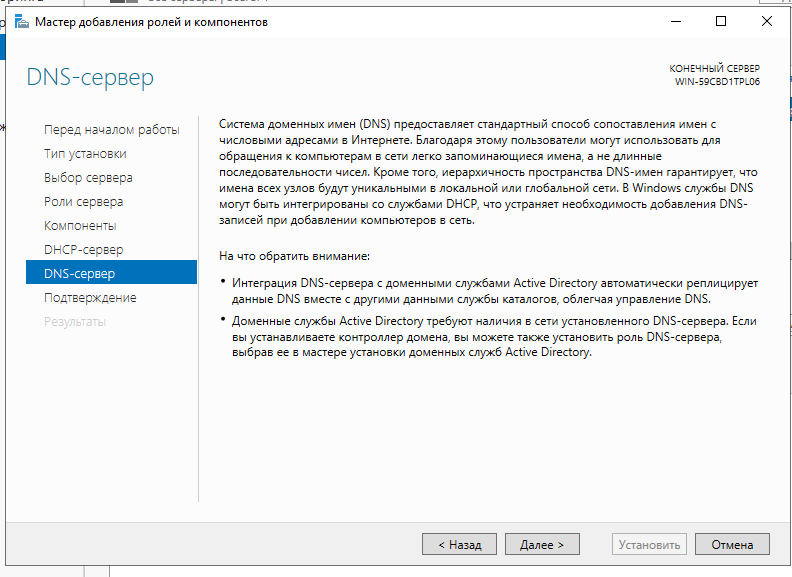 Мастер добавления ролей и компонентов
DNS-сервер
КОНЕЧНЫЙ СЕРВЕР
WIN-59CBD1TPL06
Перед началом работы
Тип установки
Выбор сервера
Роли сервера
Компоненты
DHCP-сервер
DNS-сервер
Подтверждение
Результаты
Система доменных имен (DNS) предоставляет стандартный способ сопоставления имен с
числовыми адресами в Интернете. Благодаря этому пользователи могут использовать для
обращения к компьютерам в сети легко запоминающиеся имена, а не длинные
последовательности чисел. Кроме того, иерархичность пространства DNS-имен гарантирует, что
имена всех узлов будут уникальными в локальной или глобальной сети. В Windows службы DNS
могут быть интегрированы со службами DHCP, что устраняет необходимость добавления DNS-
записей при добавлении компьютеров в сеть.
На что обратить внимание:
• Интеграция DNS-сервера с доменными службами Active Directory автоматически реплицирует
данные DNS вместе с другими данными службы каталогов, облегчая управление DNS.
• Доменные службы Active Directory требуют наличия в сети установленного DNS-сервера. Если
вы устанавливаете контроллер домена, вы можете также установить роль DNS-сервера,
выбрав ее в мастере установки доменных служб Active Directory.
< Назад
Далее >
Установить
Отмена